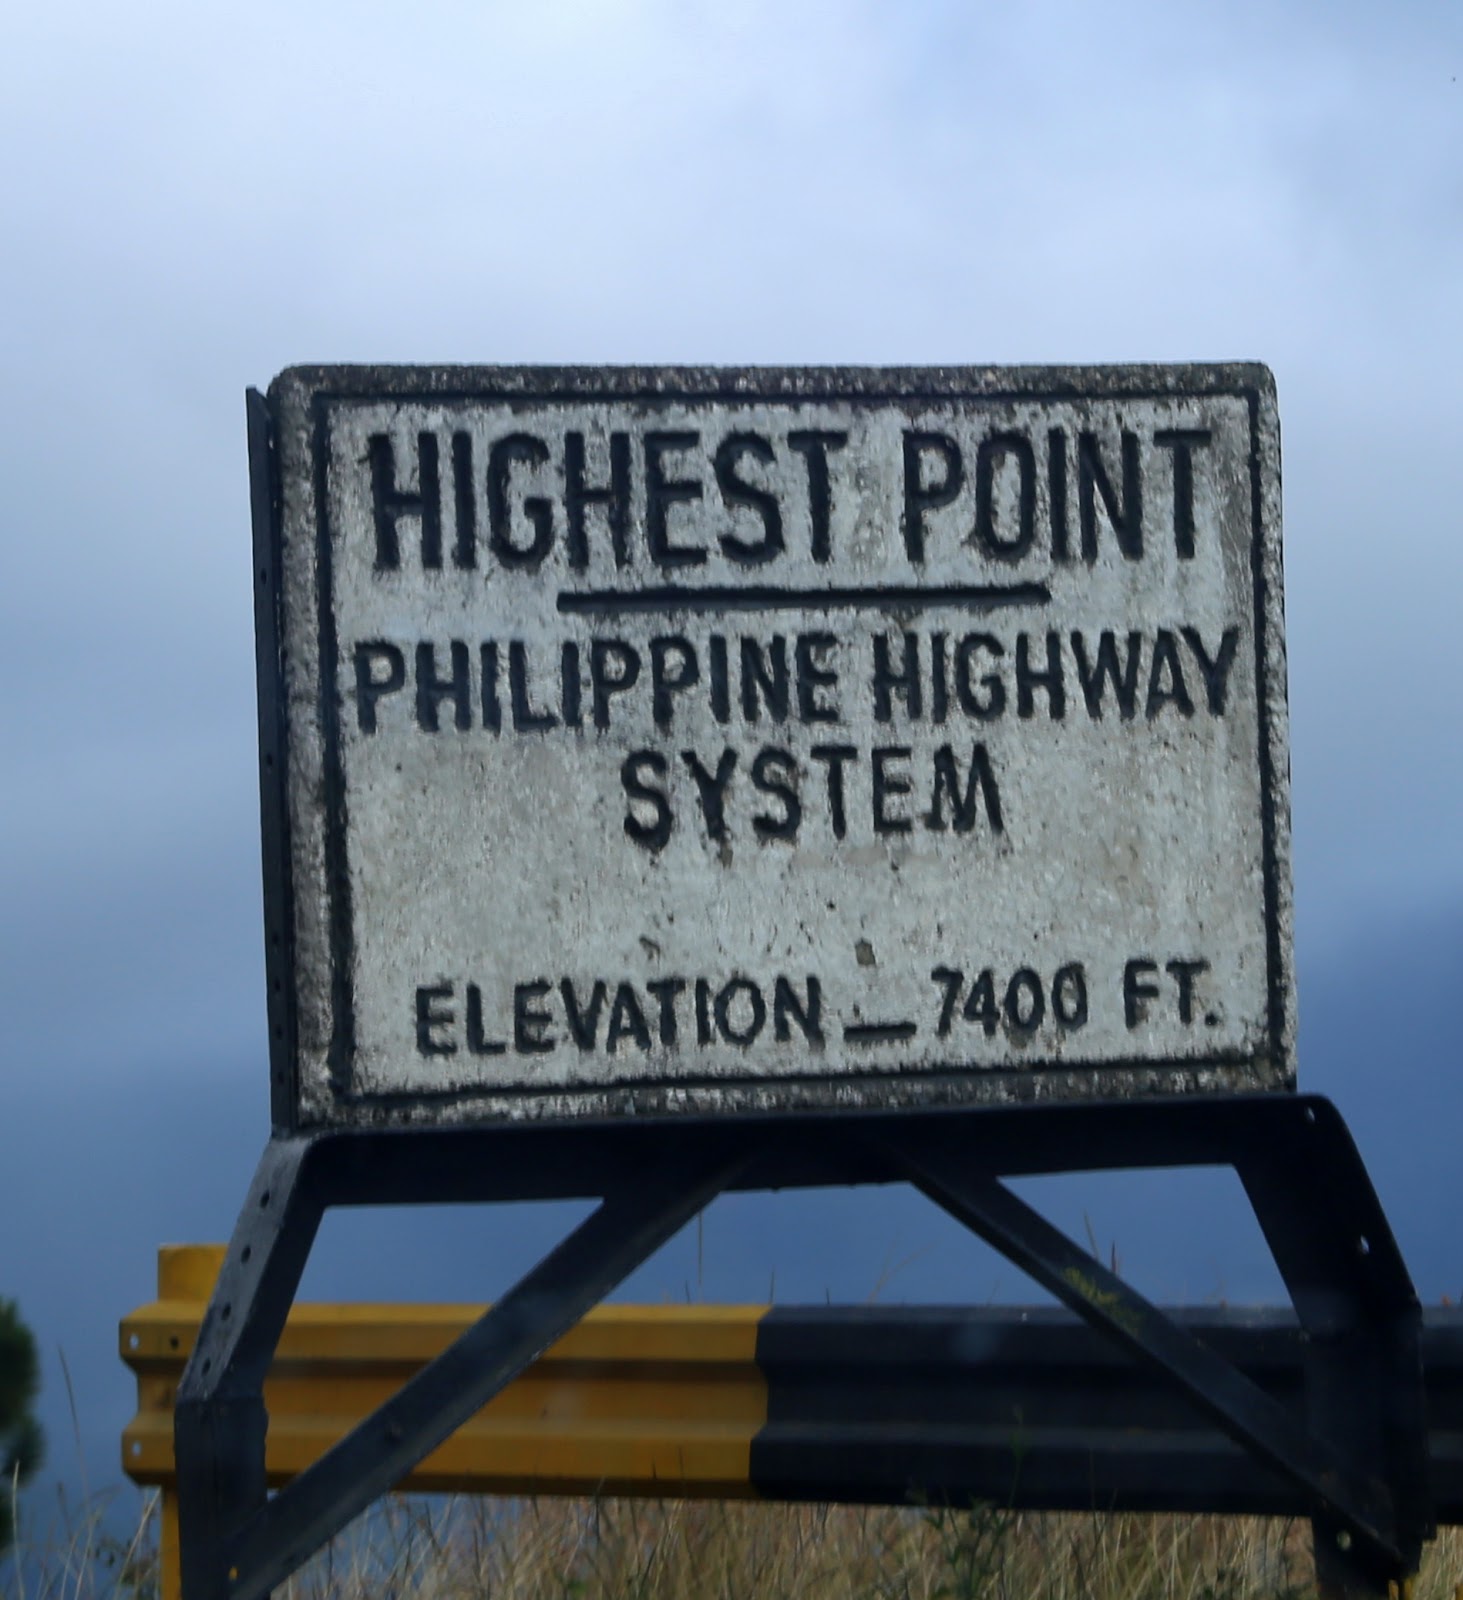 HIGHEST POINT
PHILIPPINE HIGHWAY
SYSTEM
ELEVATION _ 7400 FT.